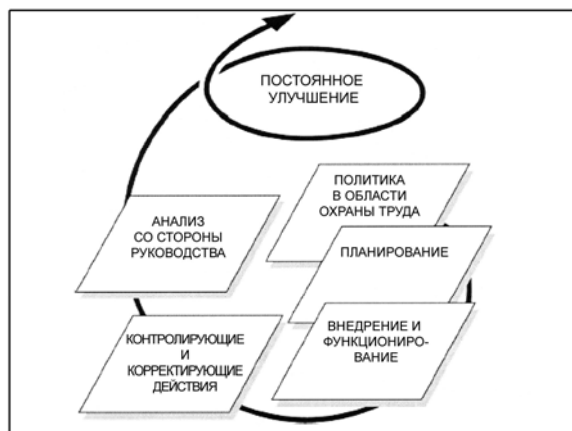 ПОСТОЯННОЕ
УЛУЧШЕНИЕ
ПОЛИТИКА
В ОБЛАСТИ
ОХРАНЫ ТРУДА
АНАЛИЗ
СО СТОРОНЫ
РУКОВОДСТВА
ПЛАНИРОВАНИЕ
ВНЕДРЕНИЕ И
ФУНКЦИОНИРО-
ВАНИЕ
КОНТРОЛИРУЮЩИЕ
И
КОРРЕКТИРУЮЩИЕ
ДЕЙСТВИЯ